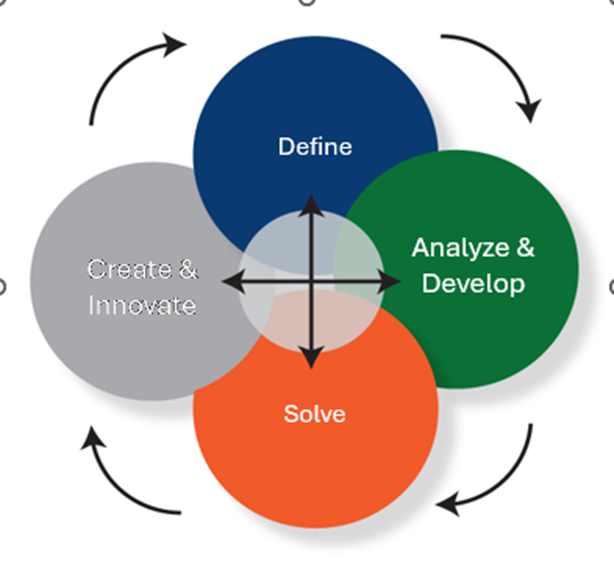 Define
Analyze &
Develop
Create &
Innovate
Solve